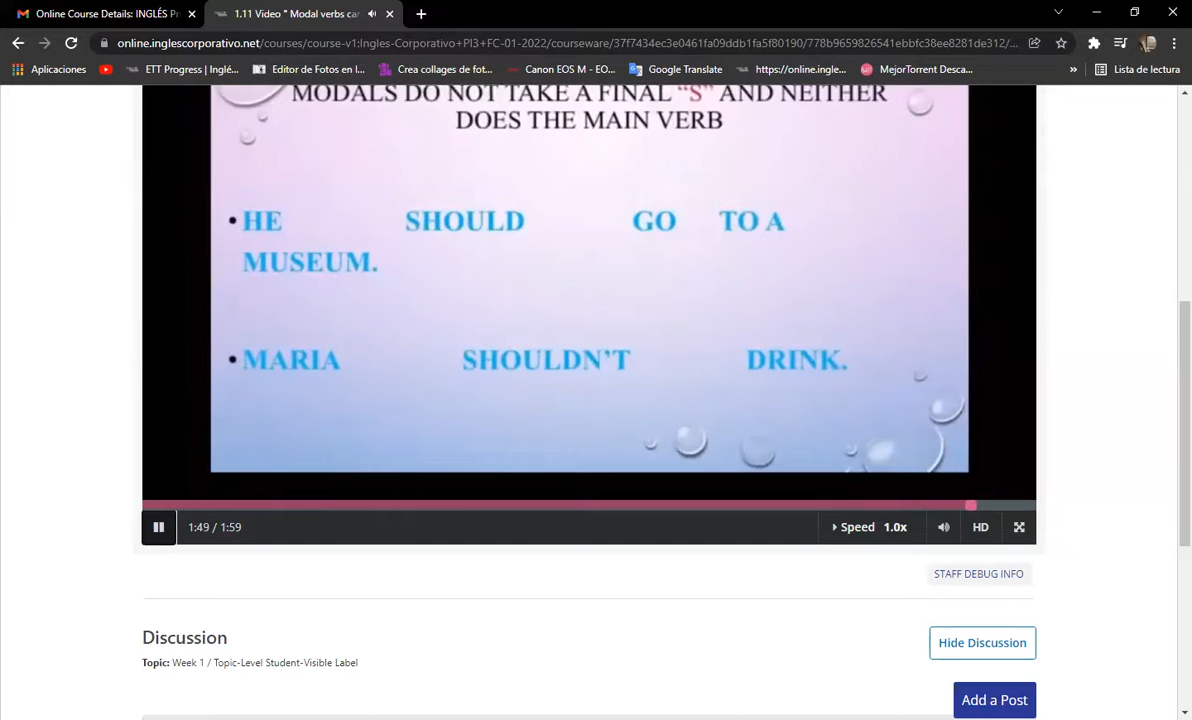 Online Course Details: INGLÉS Pr
1.11 Video " Modal verbs can
online.inglescorporativo.net/courses/course-v1:Ingles-Corporativo+PI3+FC-01-2022/courseware/37f7434ec3e0461fa09ddb1fa5f80190/778b9659826541ebbfc38ee8281de312/...
Aplicaciones
ETT Progress | Inglé...
Editor de Fotos en l...
Crea collages de fot...
Canon EOS M - EO...
Google Translate
https://online.ingle...
MejorTorrent Desca...
»
Lista de lectura
MODALS DO NOT TAKE A FINAL “S” AND NEITHER
DOES THE MAIN VERB
• HE SHOULD GO TO A
MUSEUM.
• MARIA SHOULDN’T DRINK.
1:49 / 1:59
Speed 1.0x
HD
STAFF DEBUG INFO
Discussion
Hide Discussion
Topic: Week 1 / Topic-Level Student-Visible Label
Add a Post